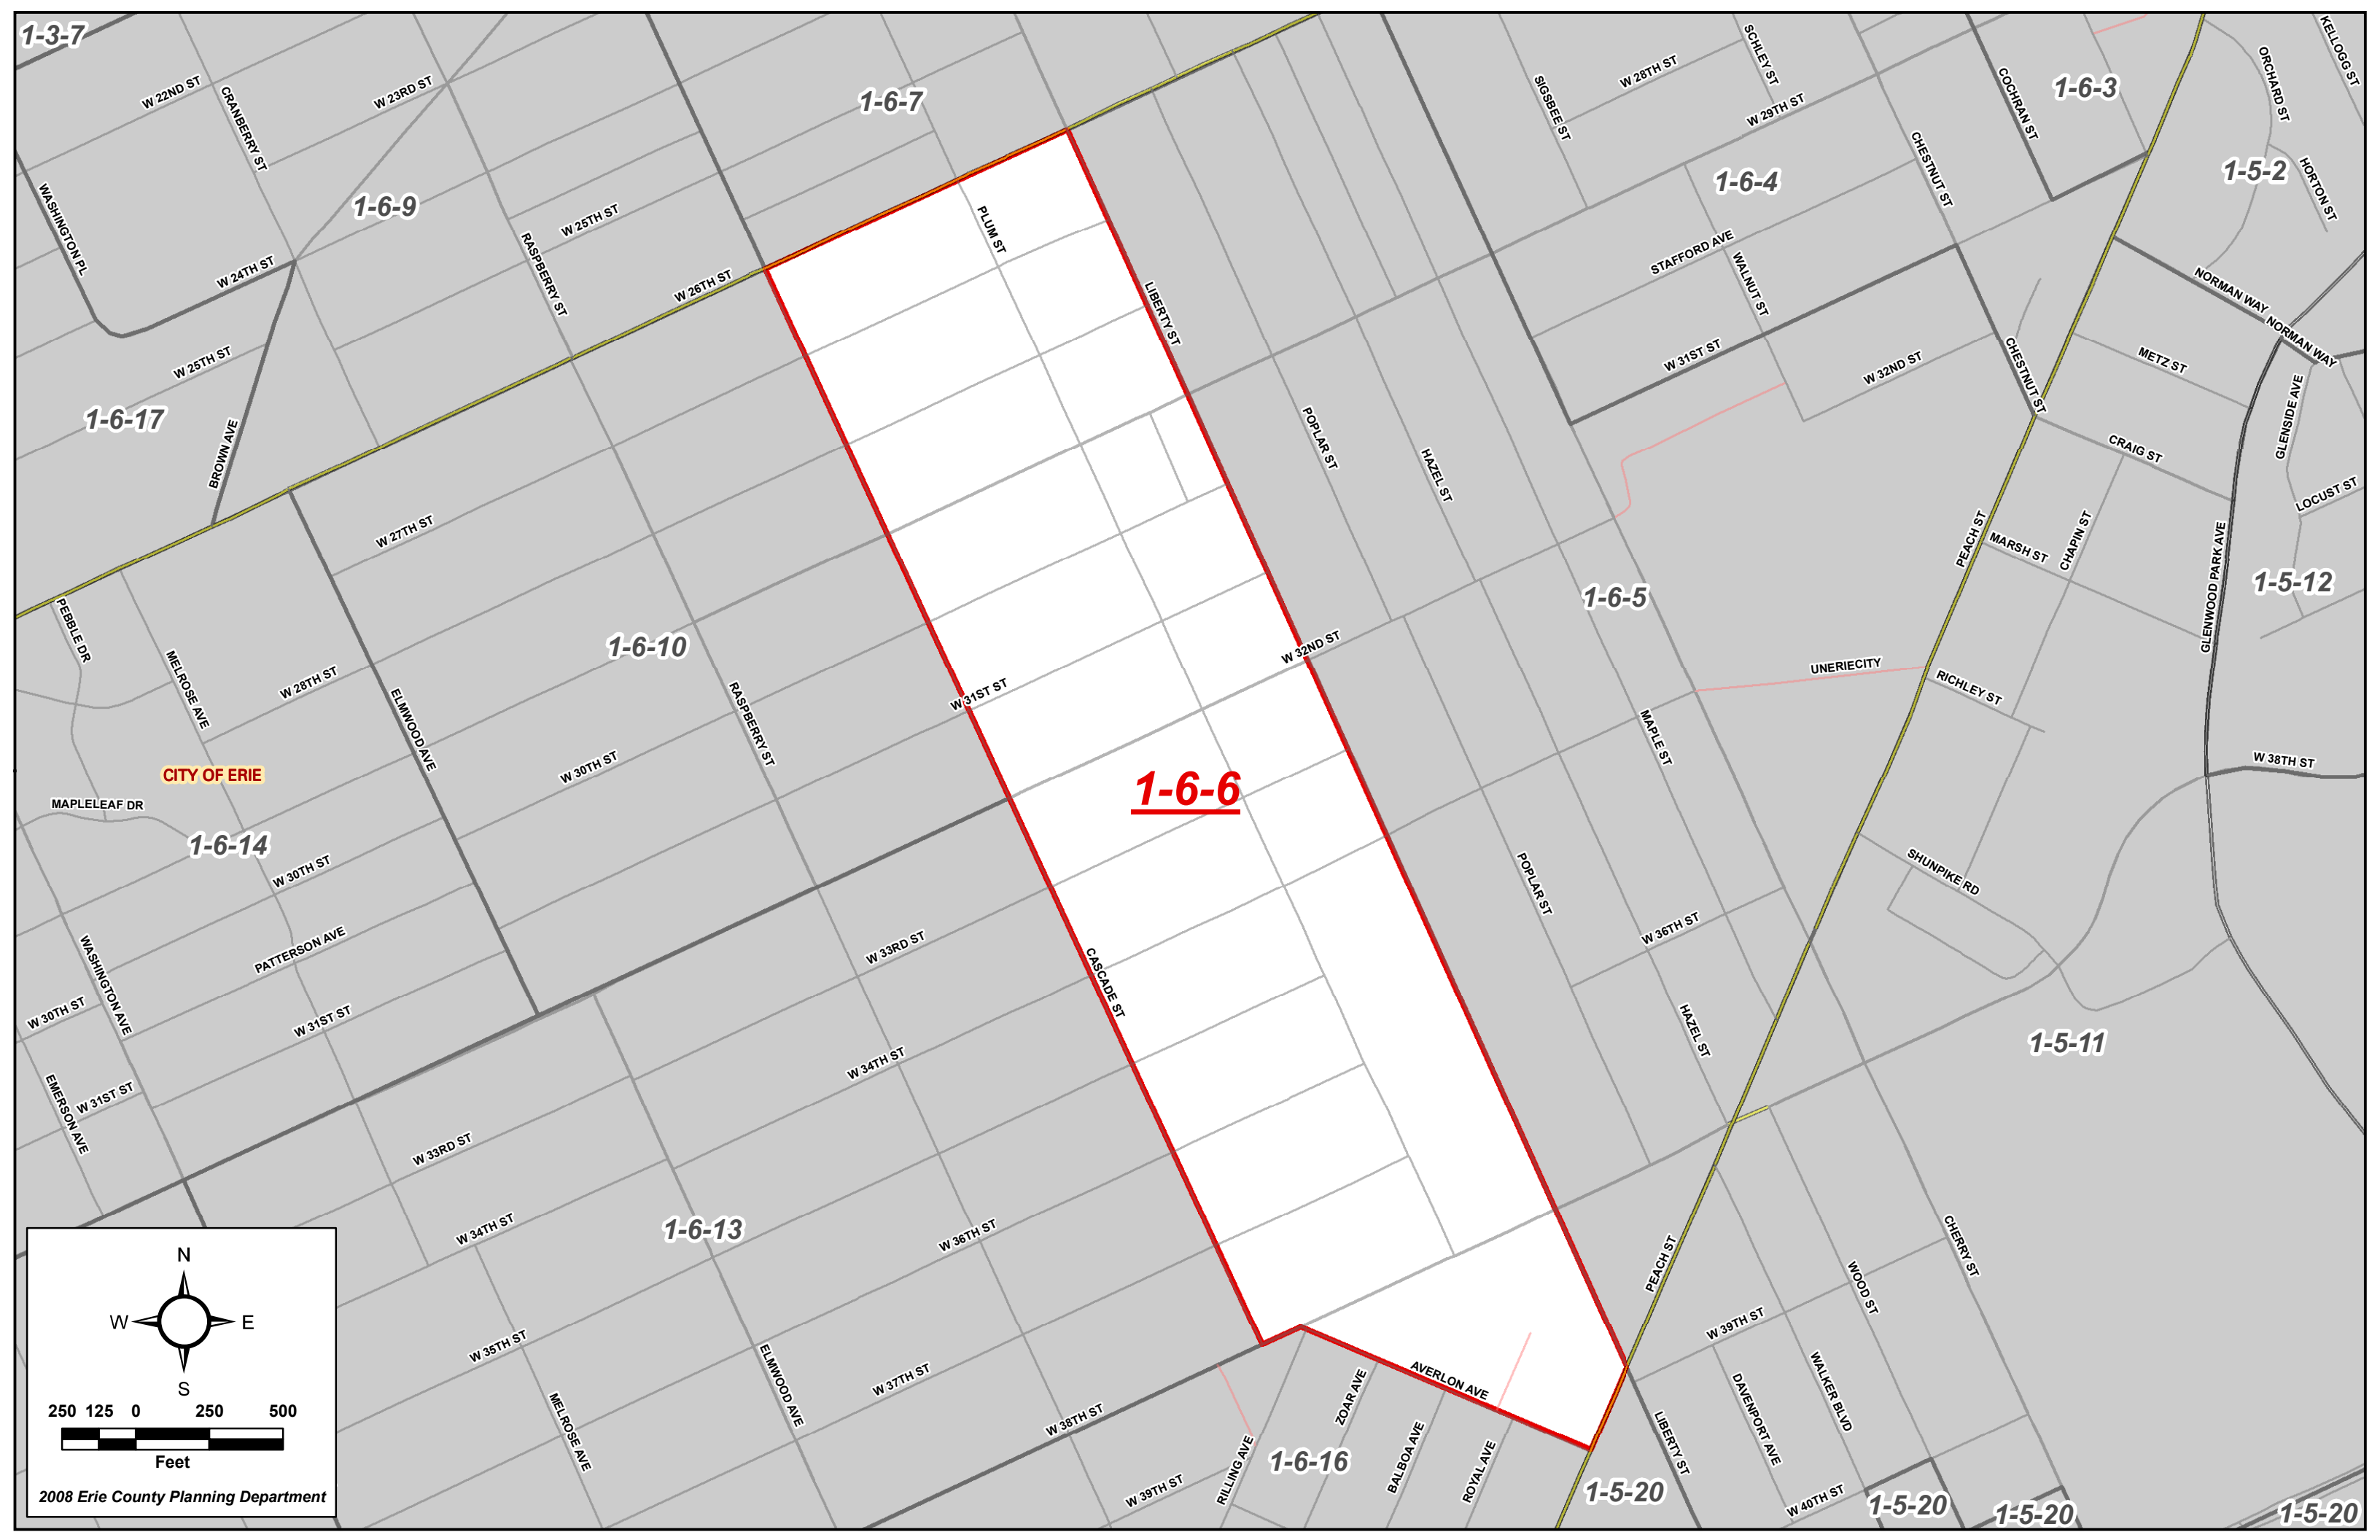 1-3-7
KELLOGG ST
SCHLEY ST
ORCHARD ST
W 28TH ST
COCHRAN ST
1-6-3
W 22ND ST
W 23RD ST
SIGSBEE ST
CRANBERRY ST
1-6-7
W 29TH ST
CHESTNUT ST
1-5-2
HORTON ST
1-6-4
1-6-9
WASHINGTON PL
W 25TH ST
PLUM ST
STAFFORD AVE
WALNUT ST
RASPBERRY ST
W 24TH ST
W 26TH ST
NORMAN WAY
LIBERTY ST
NORMAN WAY
W 25TH ST
W 31ST ST
W 32ND ST
CHESTNUT ST
METZ ST
1-6-17
GLENSIDE AVE
POPLAR ST
CRAIG ST
BROWN AVE
HAZEL ST
LOCUST ST
W 27TH ST
PEACH ST
MARSH ST
CHAPIN ST
GLENWOOD PARK AVE
1-5-12
1-6-5
PEBBLE DR
1-6-10
W 32ND ST
MELROSE AVE
W 28TH ST
UNERIECITY
RICHLEY ST
W 31ST ST
ELMWOOD AVE
RASPBERRY ST
MAPLE ST
CITY OF ERIE
W 30TH ST
W 38TH ST
1-6-6
MAPLELEAF DR
1-6-14
W 30TH ST
POPLAR ST
SHUNPIKE RD
PATTERSON AVE
W 33RD ST
W 36TH ST
WASHINGTON AVE
CASCADE ST
W 30TH ST
W 31ST ST
HAZEL ST
1-5-11
W 34TH ST
EMERSON AVE
W 31ST ST
W 33RD ST
W 34TH ST
1-6-13
W 36TH ST
CHERRY ST
PEACH ST
WOOD ST
W 39TH ST
W 35TH ST
ELMWOOD AVE
W 37TH ST
AVERLON AVE
WALKER BLVD
MELROSE AVE
W 38TH ST
ZOAR AVE
DAVENPORT AVE
LIBERTY ST
RILLING AVE
1-6-16
BALBOA AVE
ROYAL AVE
W 39TH ST
1-5-20
W 40TH ST
1-5-20
1-5-20
1-5-20
N
W E
S
250 125 0 250 500
Feet
2008 Erie County Planning Department